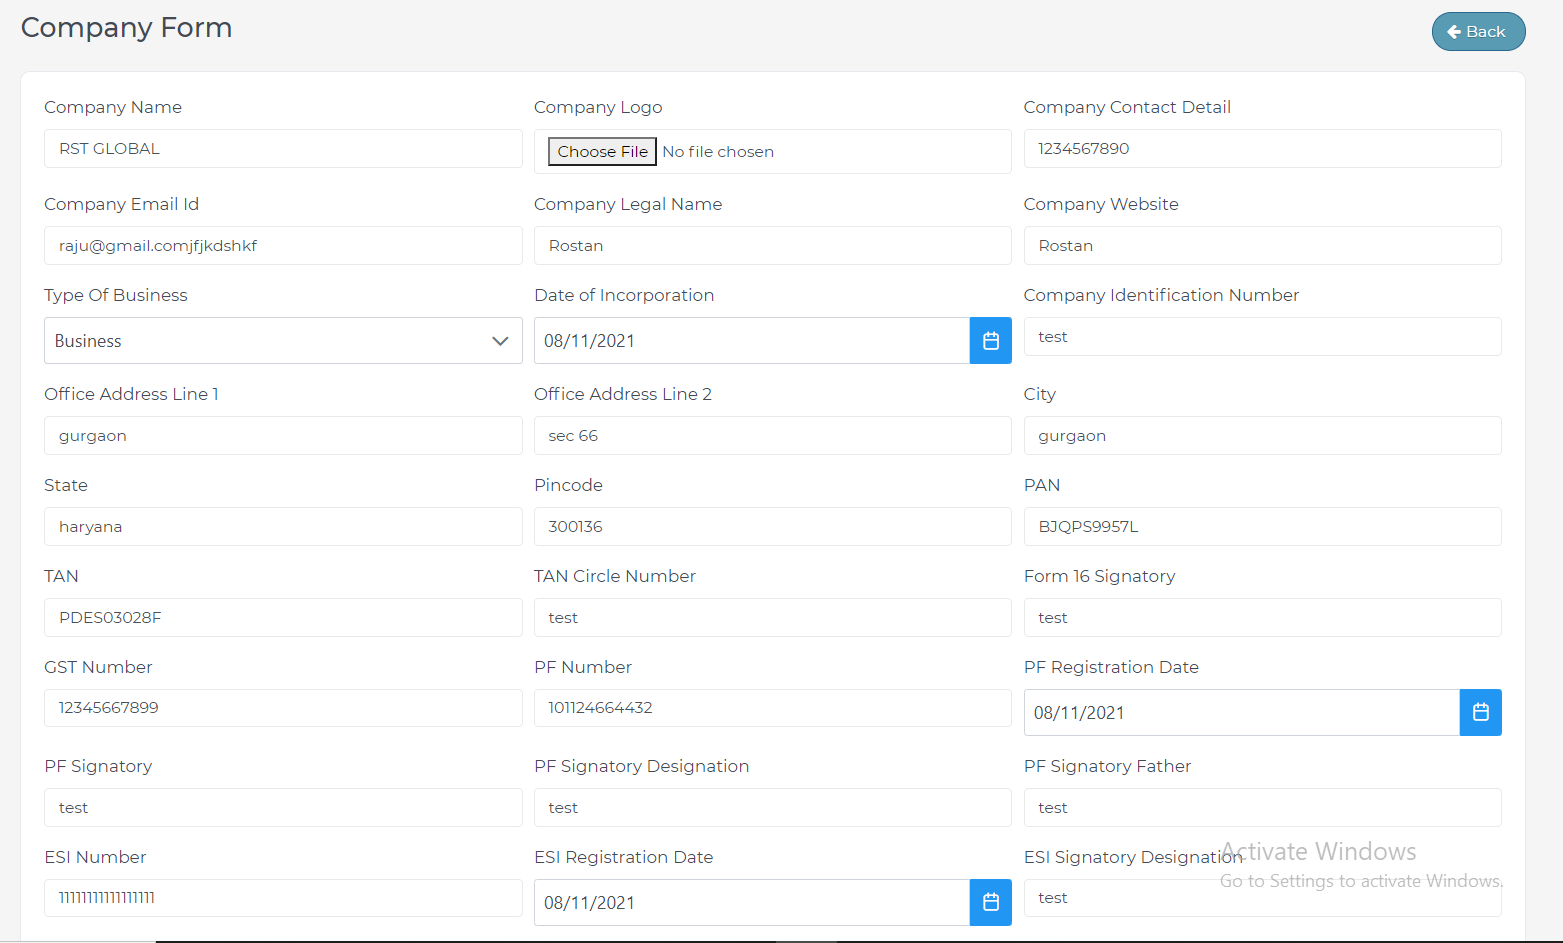 Company Form
Back
Company Name
Company Logo
Company Contact Detail
RST GLOBAL
Choose File No file chosen
1234567890
Company Email Id
Company Legal Name
Company Website
raju@gmail.comjfjkdshkf
Rostan
Rostan
Type Of Business
Date of Incorporation
Company Identification Number
Business
08/11/2021
test
Office Address Line 1
Office Address Line 2
City
gurgaon
sec 66
gurgaon
State
Pincode
PAN
haryana
300136
BJQPS9957L
TAN
TAN Circle Number
Form 16 Signatory
PDES03028F
test
test
GST Number
PF Number
PF Registration Date
12345667899
101124664432
08/11/2021
PF Signatory
PF Signatory Designation
PF Signatory Father
test
test
test
ESI Number
ESI Registration Date
ESI Signatory Designation
08/11/2021
test
Activate Windows
Go to Settings to activate Windows.